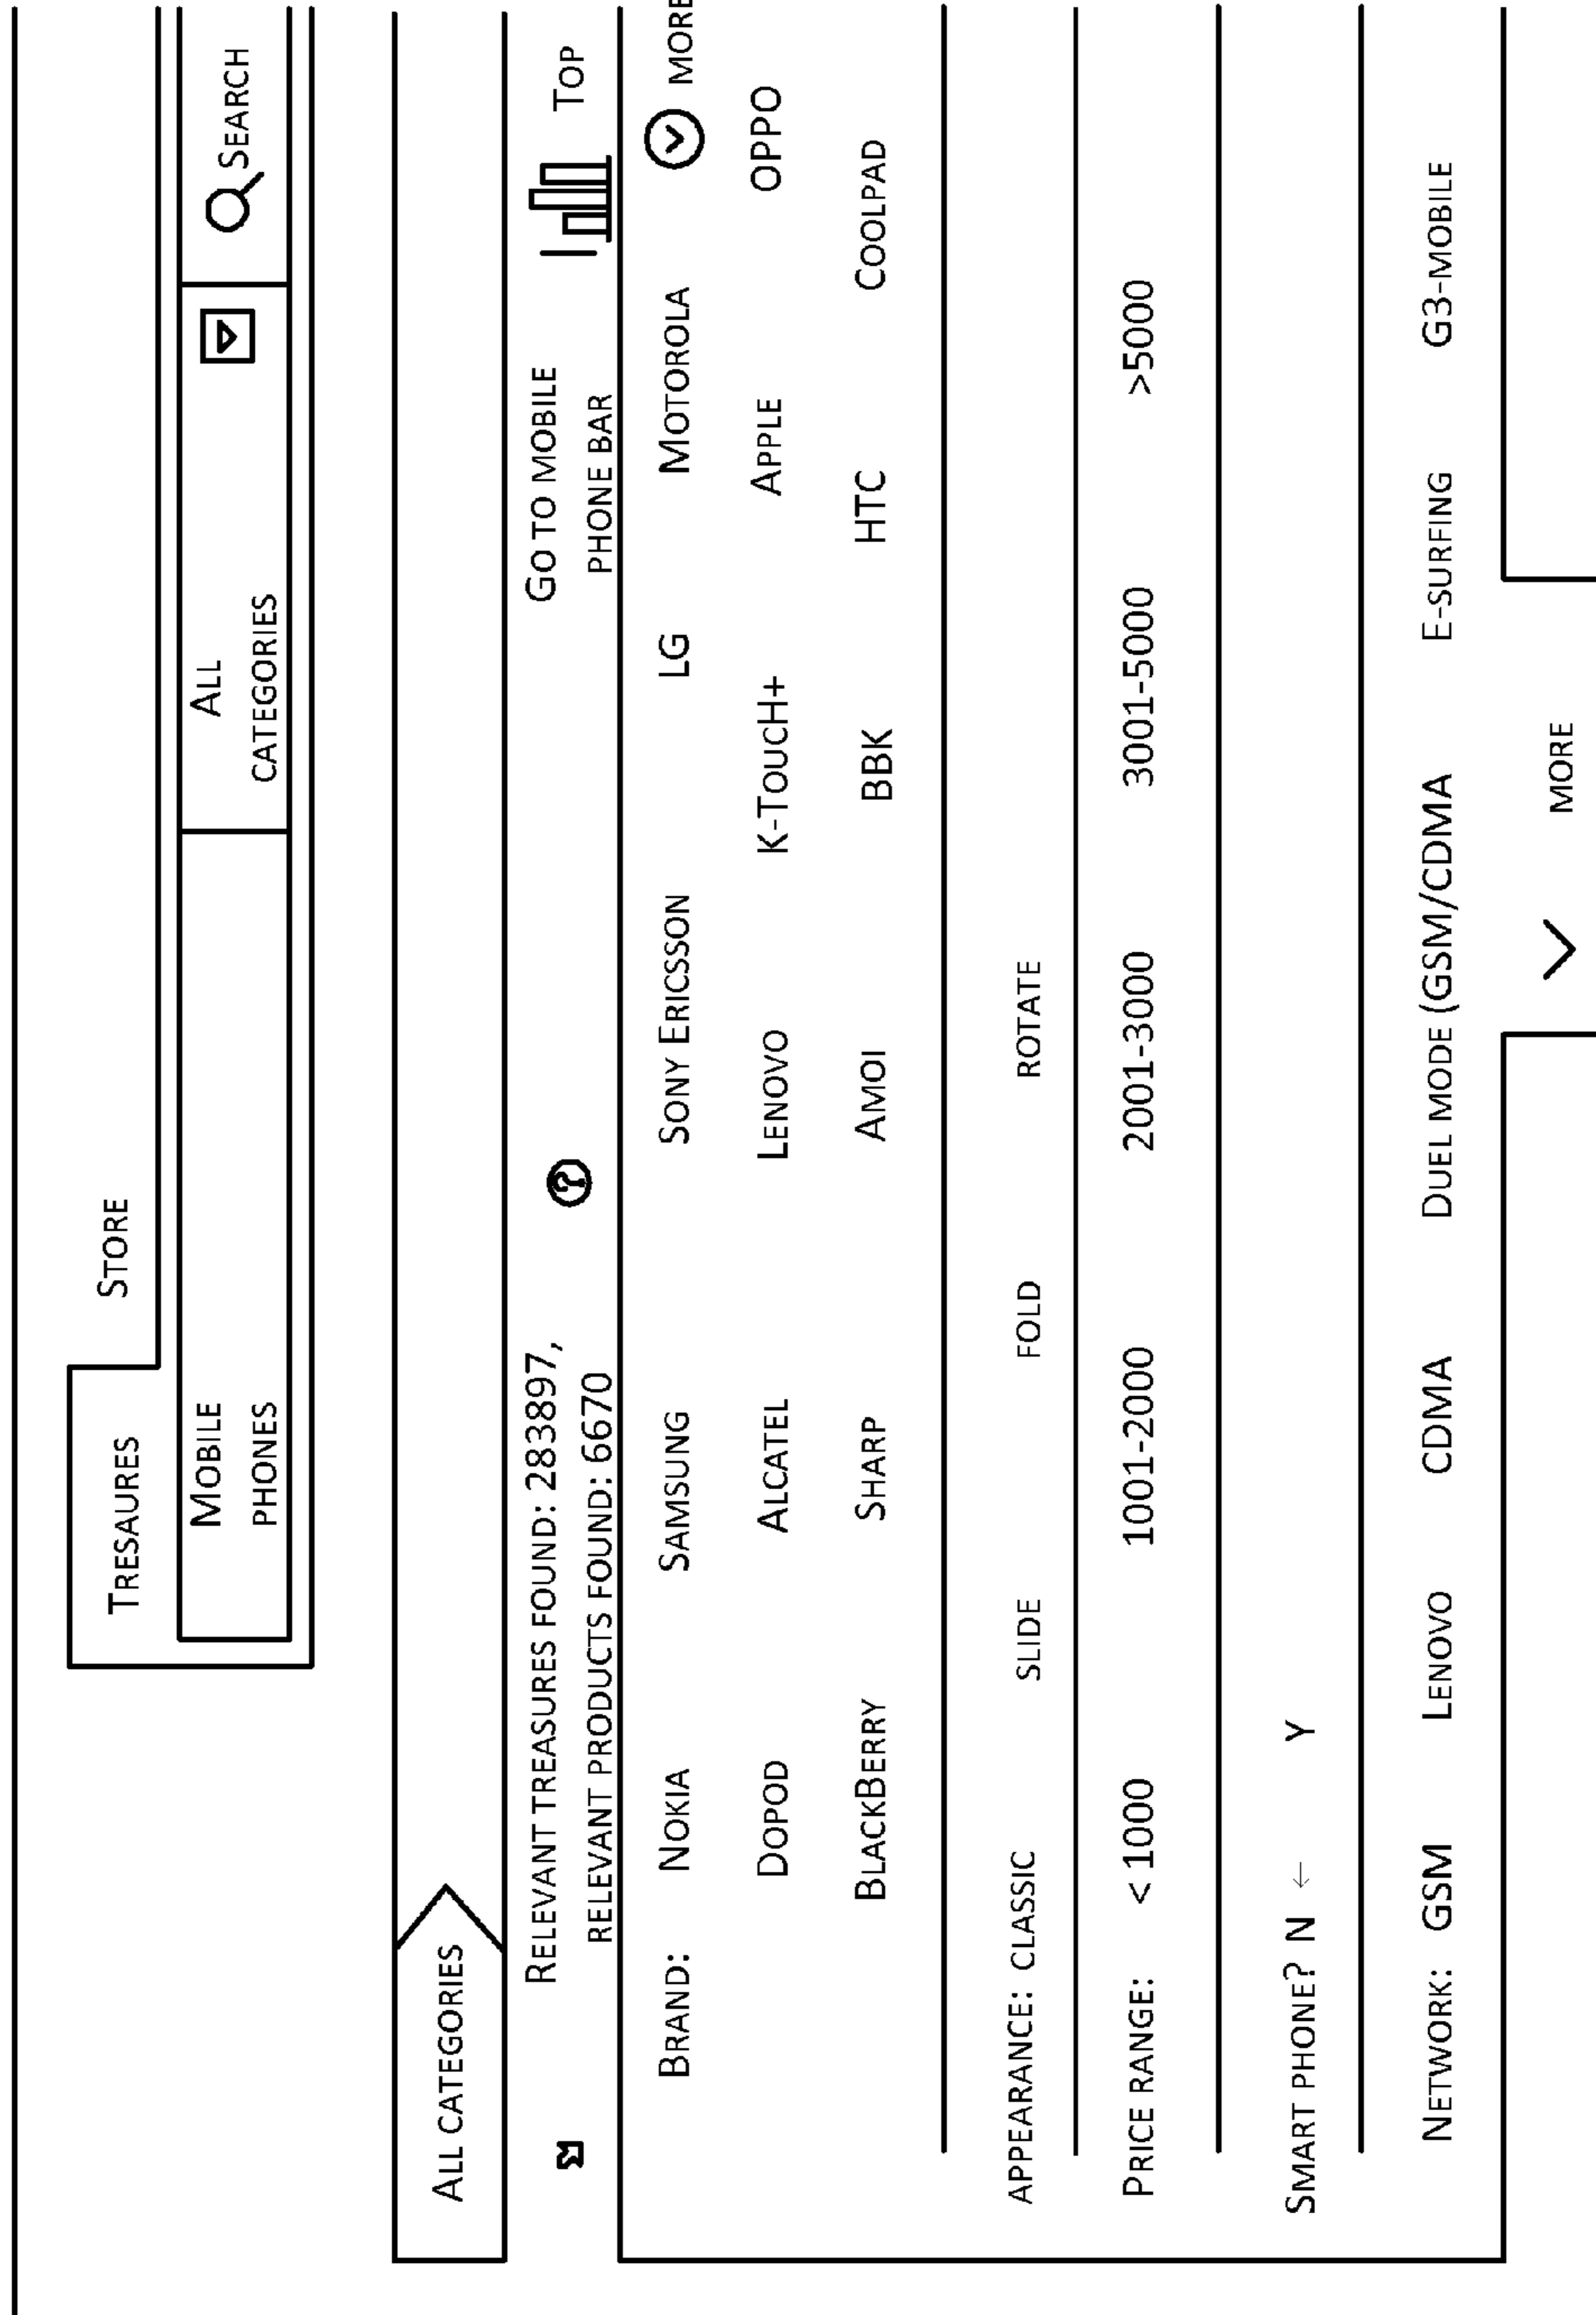 TRESAURES STORE
MOBILE PHONES ALL CATEGORIES SEARCH
ALL CATEGORIES
RELEVANT TREASURES FOUND: 283897, GO TO MOBILE TOP
RELEVANT PRODUCTS FOUND: 6670 PHONE BAR
BRAND: NOKIA SAMSUNG SONY ERICSSON LG MOTOROLA MORE
DOPOD ALCATEL LENOVO K-TOUCH+ APPLE OPPO
BLACKBERRY SHARP AMOI BBK HTC COOLPAD
APPEARANCE: CLASSIC SLIDE FOLD ROTATE
PRICE RANGE: < 1000 1001-2000 2001-3000 3001-5000 >5000
SMART PHONE? N ← Y
NETWORK: GSM LENOVO CDMA DUEL MODE (GSM/CDMA E-SURFING G3-MOBILE
MORE